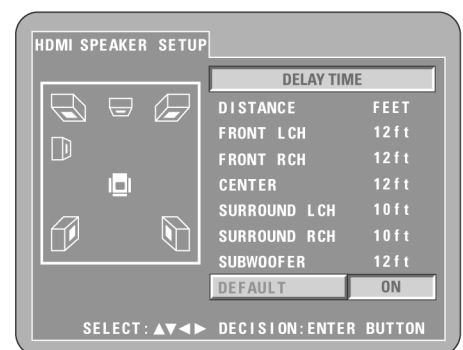 HDMI SPEAKER SETUP
DELAY TIME
DISTANCE FEET
FRONT LCH 12ft
FRONT RCH 12ft
CENTER 12ft
SURROUND LCH 10ft
SURROUND RCH 10ft
SUBWOOFER 12ft
DEFAULT ON
SELECT:▲▼◀▶ DECISION:ENTER BUTTON